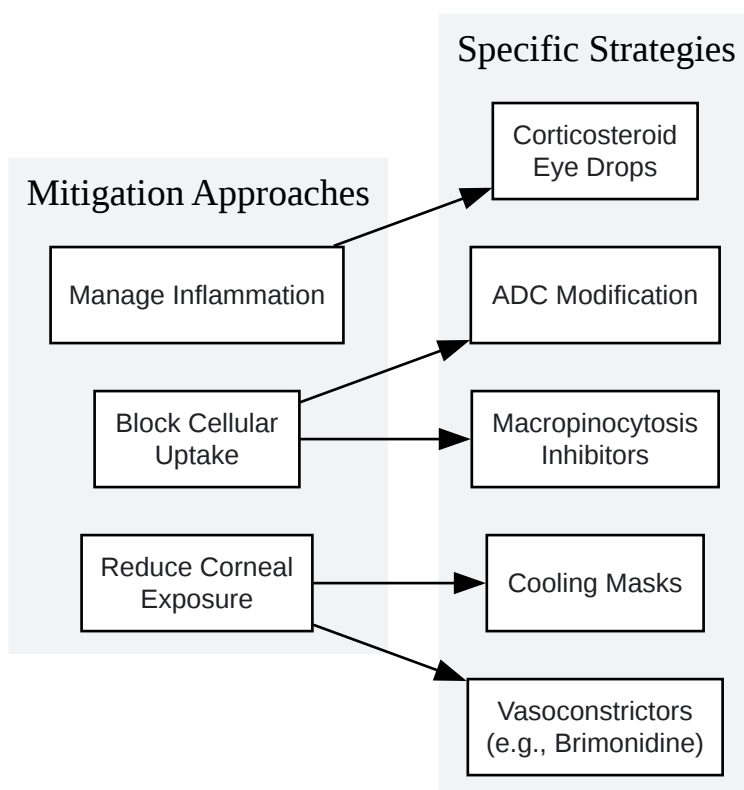 Specific Strategies
Corticosteroid
Eye Drops
Mitigation Approaches
Manage Inflammation
ADC Modification
Block Cellular
Uptake
Macropinocytosis
Inhibitors
Reduce Corneal
Exposure
Cooling Masks
Vasoconstrictors
(e.g., Brimonidine)